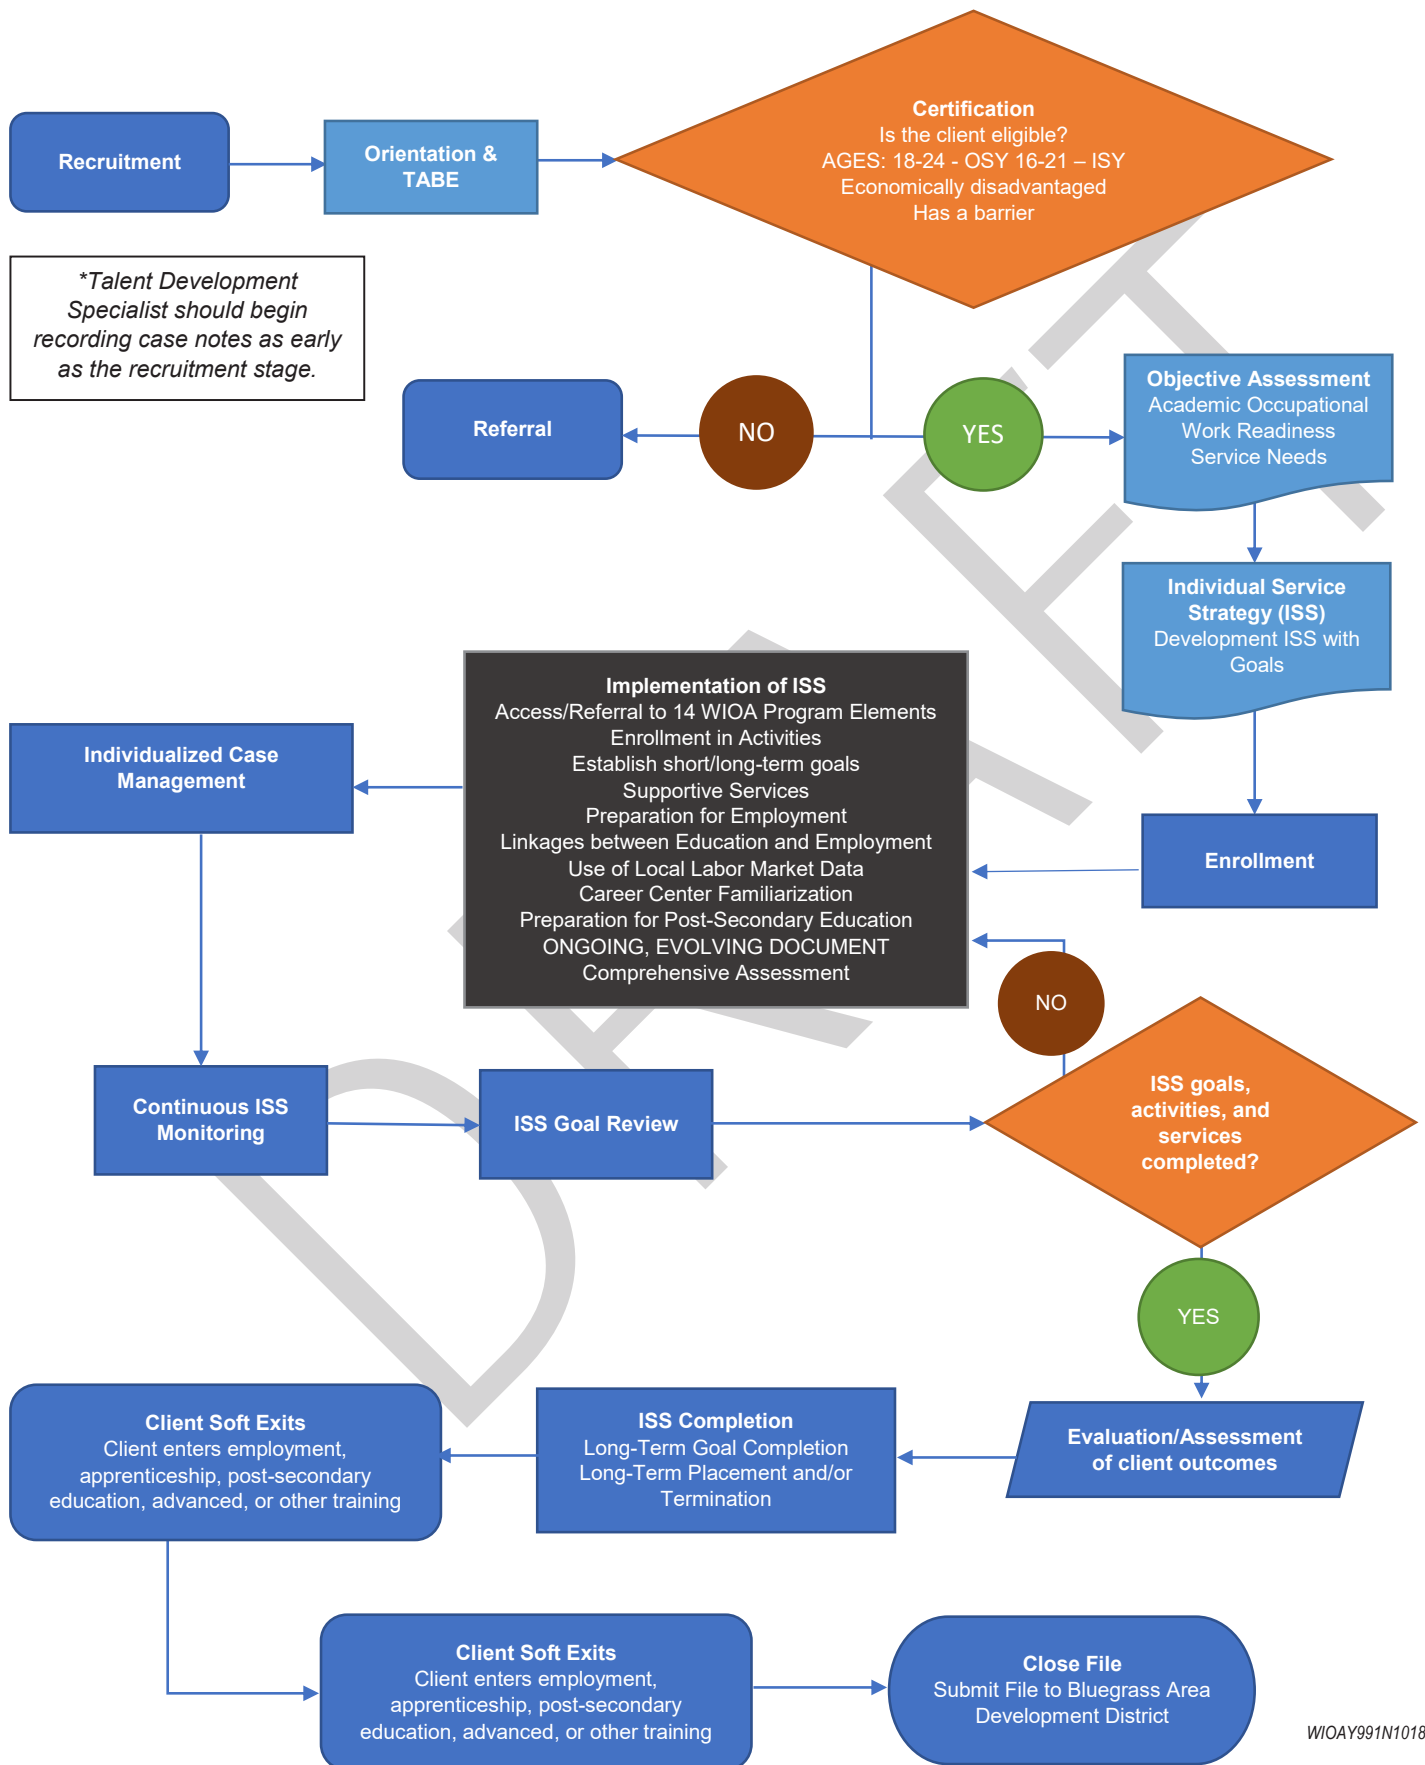 Recruitment
Orientation &
TABE
Certification
Is the client eligible?
AGES: 18-24 - OSY 16-21 – ISY
Economically disadvantaged
Has a barrier
*Talent Development
Specialist should begin
recording case notes as early
as the recruitment stage.
Referral
NO
YES
Objective Assessment
Academic Occupational
Work Readiness
Service Needs
Individual Service
Strategy (ISS)
Development ISS with
Goals
Implementation of ISS
Access/Referral to 14 WIOA Program Elements
Enrollment in Activities
Establish short/long-term goals
Supportive Services
Preparation for Employment
Linkages between Education and Employment
Use of Local Labor Market Data
Career Center Familiarization
Preparation for Post-Secondary Education
ONGOING, EVOLVING DOCUMENT
Comprehensive Assessment
Individualized Case
Management
Enrollment
NO
Continuous ISS
Monitoring
ISS Goal Review
ISS goals,
activities, and
services
completed?
YES
Client Soft Exits
Client enters employment,
apprenticeship, post-secondary
education, advanced, or other training
ISS Completion
Long-Term Goal Completion
Long-Term Placement and/or
Termination
Evaluation/Assessment
of client outcomes
Client Soft Exits
Client enters employment,
apprenticeship, post-secondary
education, advanced, or other training
Close File
Submit File to Bluegrass Area
Development District
WIOAY991N1018